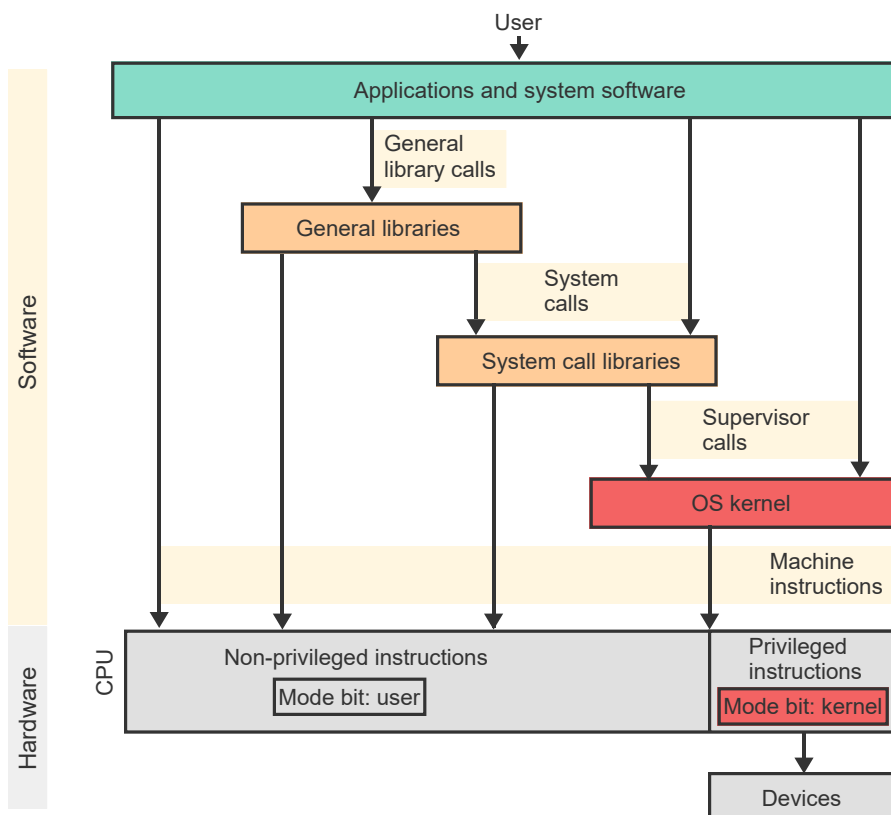 User
Applications and system software
General
library calls
General libraries
System
calls
System call libraries
Supervisor
calls
OS kernel
Machine
instructions
Software
Hardware
CPU
Non-privileged instructions
Mode bit: user
Privileged
instructions
Mode bit: kernel
Devices